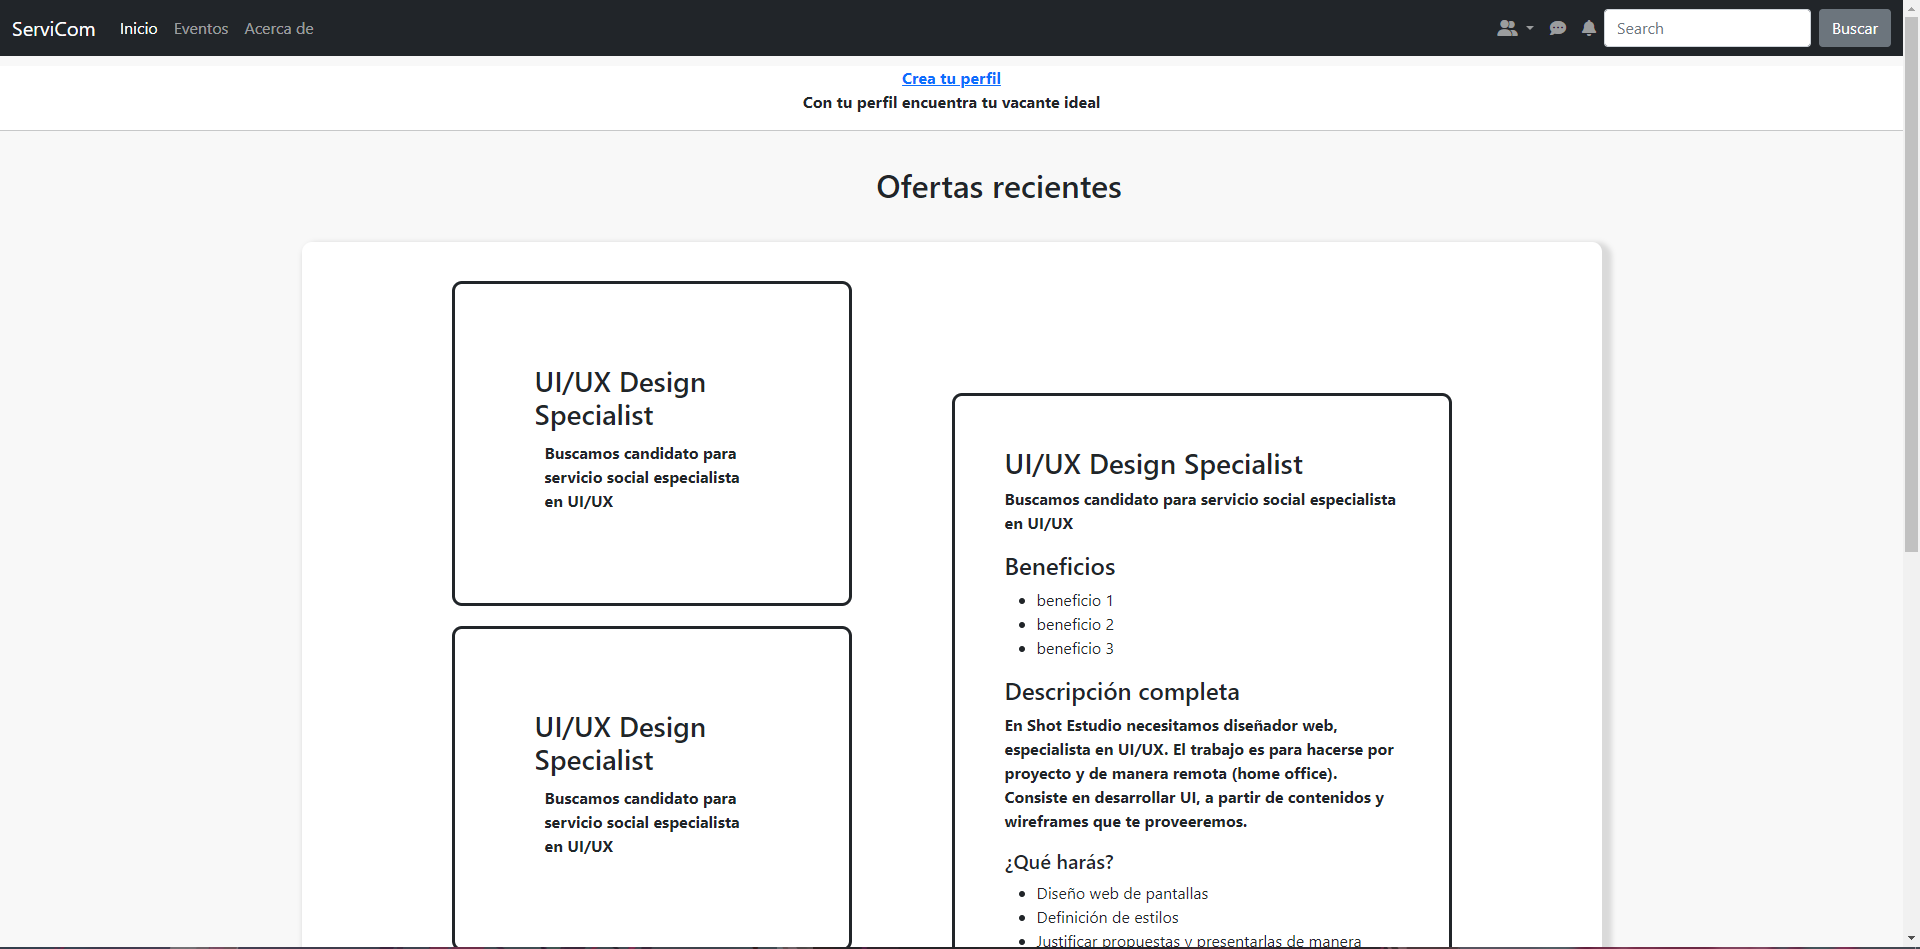 ServiCom Inicio Eventos Acerca de Search Buscar
Crea tu perfil
Con tu perfil encuentra tu vacante ideal
Ofertas recientes
UI/UX Design
Specialist
Buscamos candidato para
servicio social especialista
en UI/UX
UI/UX Design
Specialist
Buscamos candidato para
servicio social especialista
en UI/UX
UI/UX Design Specialist
Buscamos candidato para servicio social especialista
en UI/UX
Beneficios
beneficio 1
beneficio 2
beneficio 3
Descripción completa
En Shot Estudio necesitamos diseñador web,
especialista en UI/UX. El trabajo es para hacerse por
proyecto y de manera remota (home office).
Consiste en desarrollar UI, a partir de contenidos y
wireframes que te proveeremos.
¿Qué harás?
Diseño web de pantallas
Definición de estilos
Justificar propuestas y presentarlas de manera